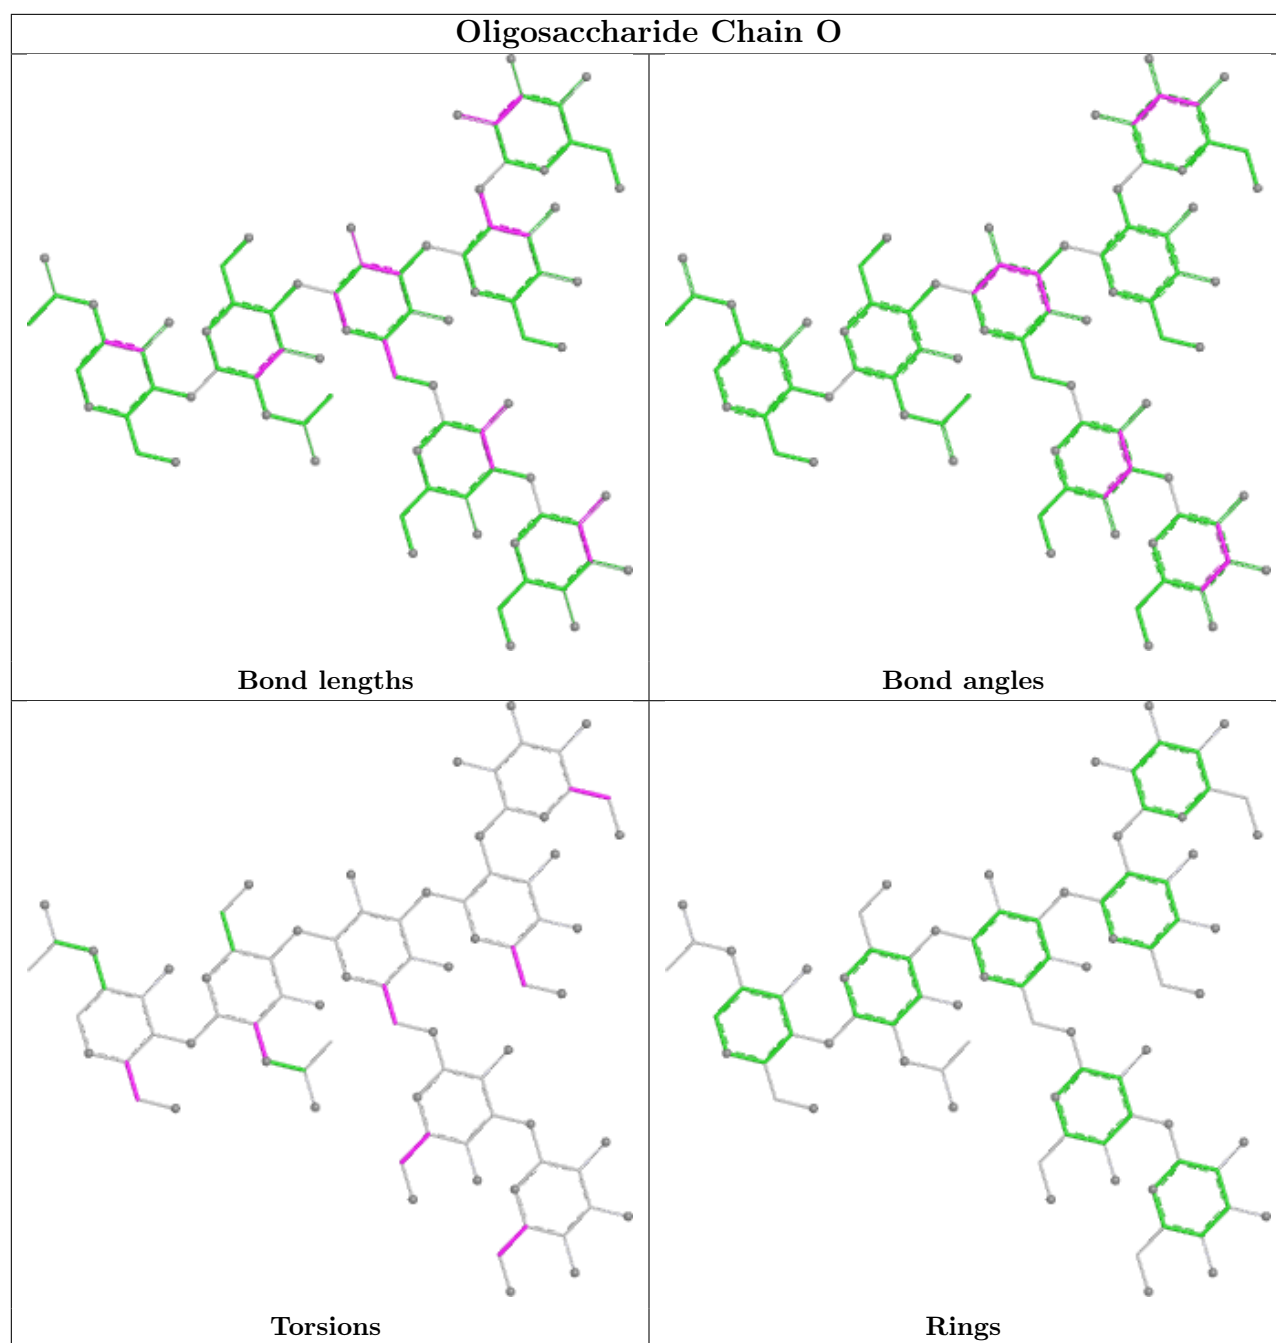 Oligosaccharide Chain O
Bond lengths
Bond angles
Torsions
Rings